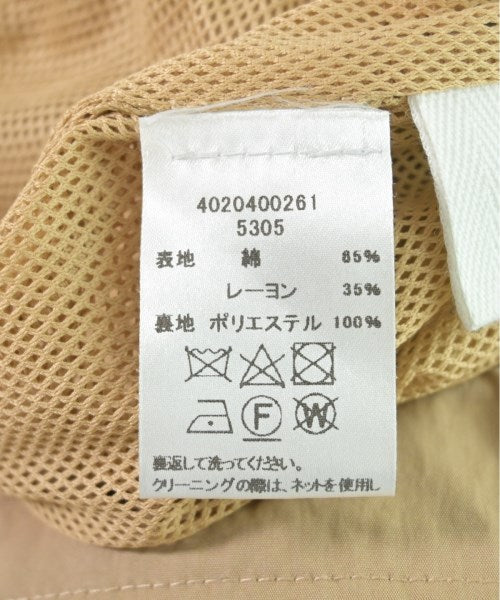 4020400261
5305
表地 綿 65%
レーヨン 35%
裏地 ポリエステル 100%
F W
裏返して洗ってください。
クリーニングの際は、ネットを使用し